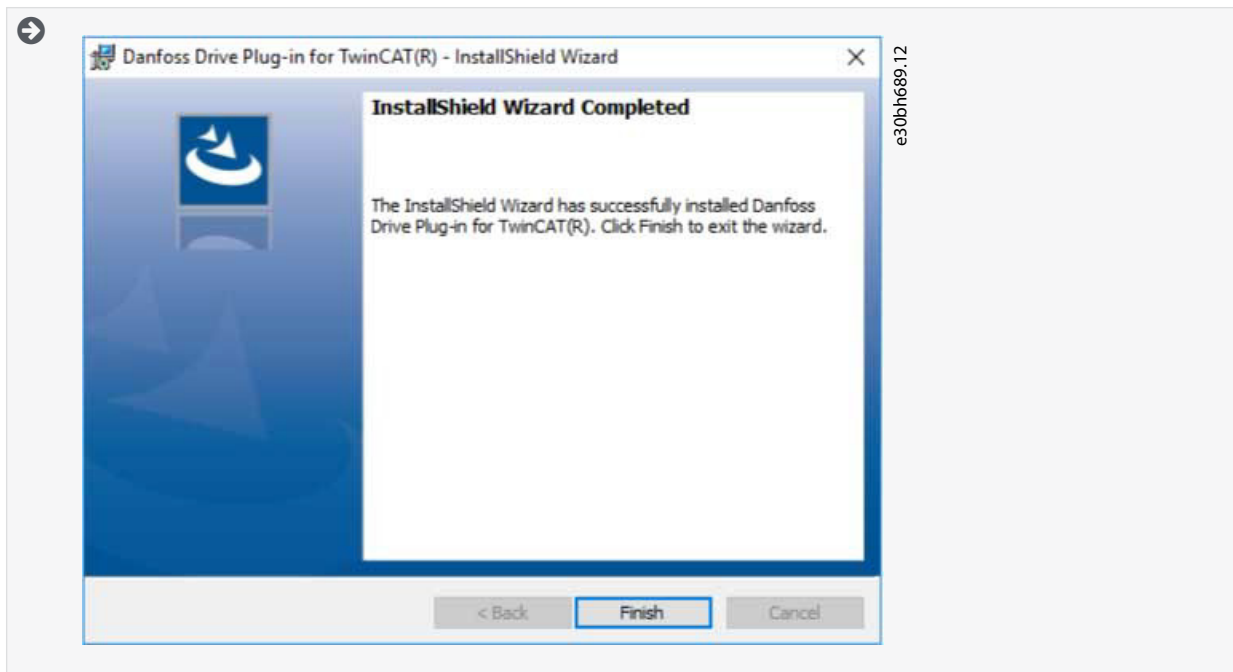 Danfoss Drive Plug-in for TwinCAT(R) - InstallShield Wizard
InstallShield Wizard Completed
The InstallShield Wizard has successfully installed Danfoss
Drive Plug-in for TwinCAT(R). Click Finish to exit the wizard.
< Back
Finish
Cancel
e30bh689.12